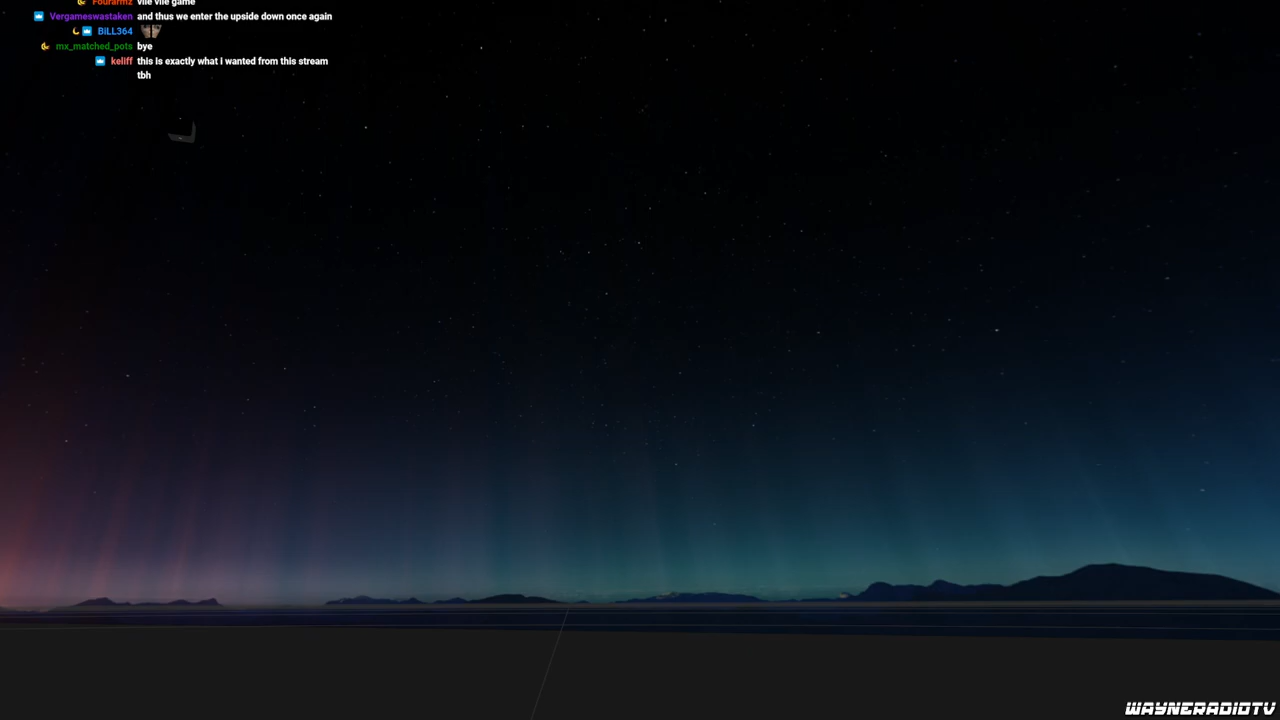 Fourarmz vile vile game
Vergameswastaken and thus we enter the upside down once again
BiLL364
mx_matched_pots bye
keliff this is exactly what i wanted from this stream
tbh
WAYNERADIOTV